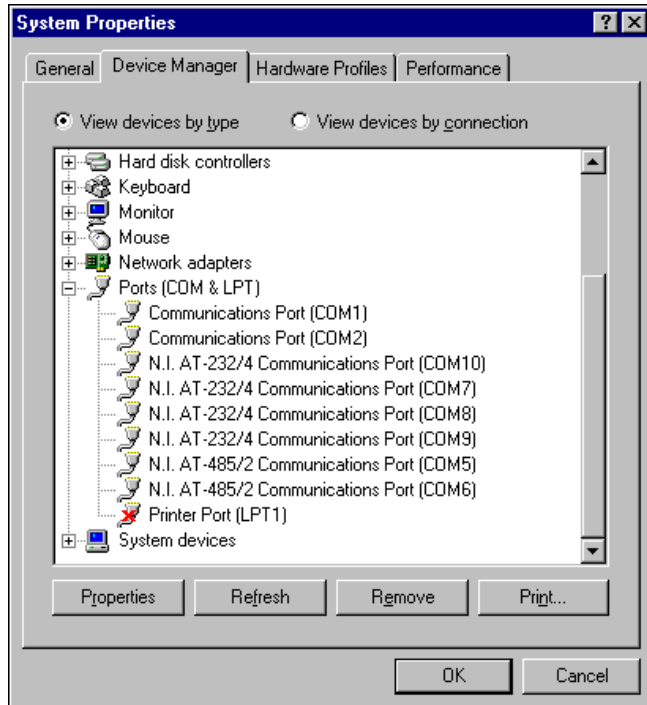 System Properties
General Device Manager Hardware Profiles Performance
View devices by type View devices by connection
Hard disk controllers
Keyboard
Monitor
Mouse
Network adapters
Ports (COM & LPT)
Communications Port (COM1)
Communications Port (COM2)
N.I. AT-232/4 Communications Port (COM10)
N.I. AT-232/4 Communications Port (COM7)
N.I. AT-232/4 Communications Port (COM8)
N.I. AT-232/4 Communications Port (COM9)
N.I. AT-485/2 Communications Port (COM5)
N.I. AT-485/2 Communications Port (COM6)
Printer Port (LPT1)
System devices
Properties Refresh Remove Print...
OK Cancel